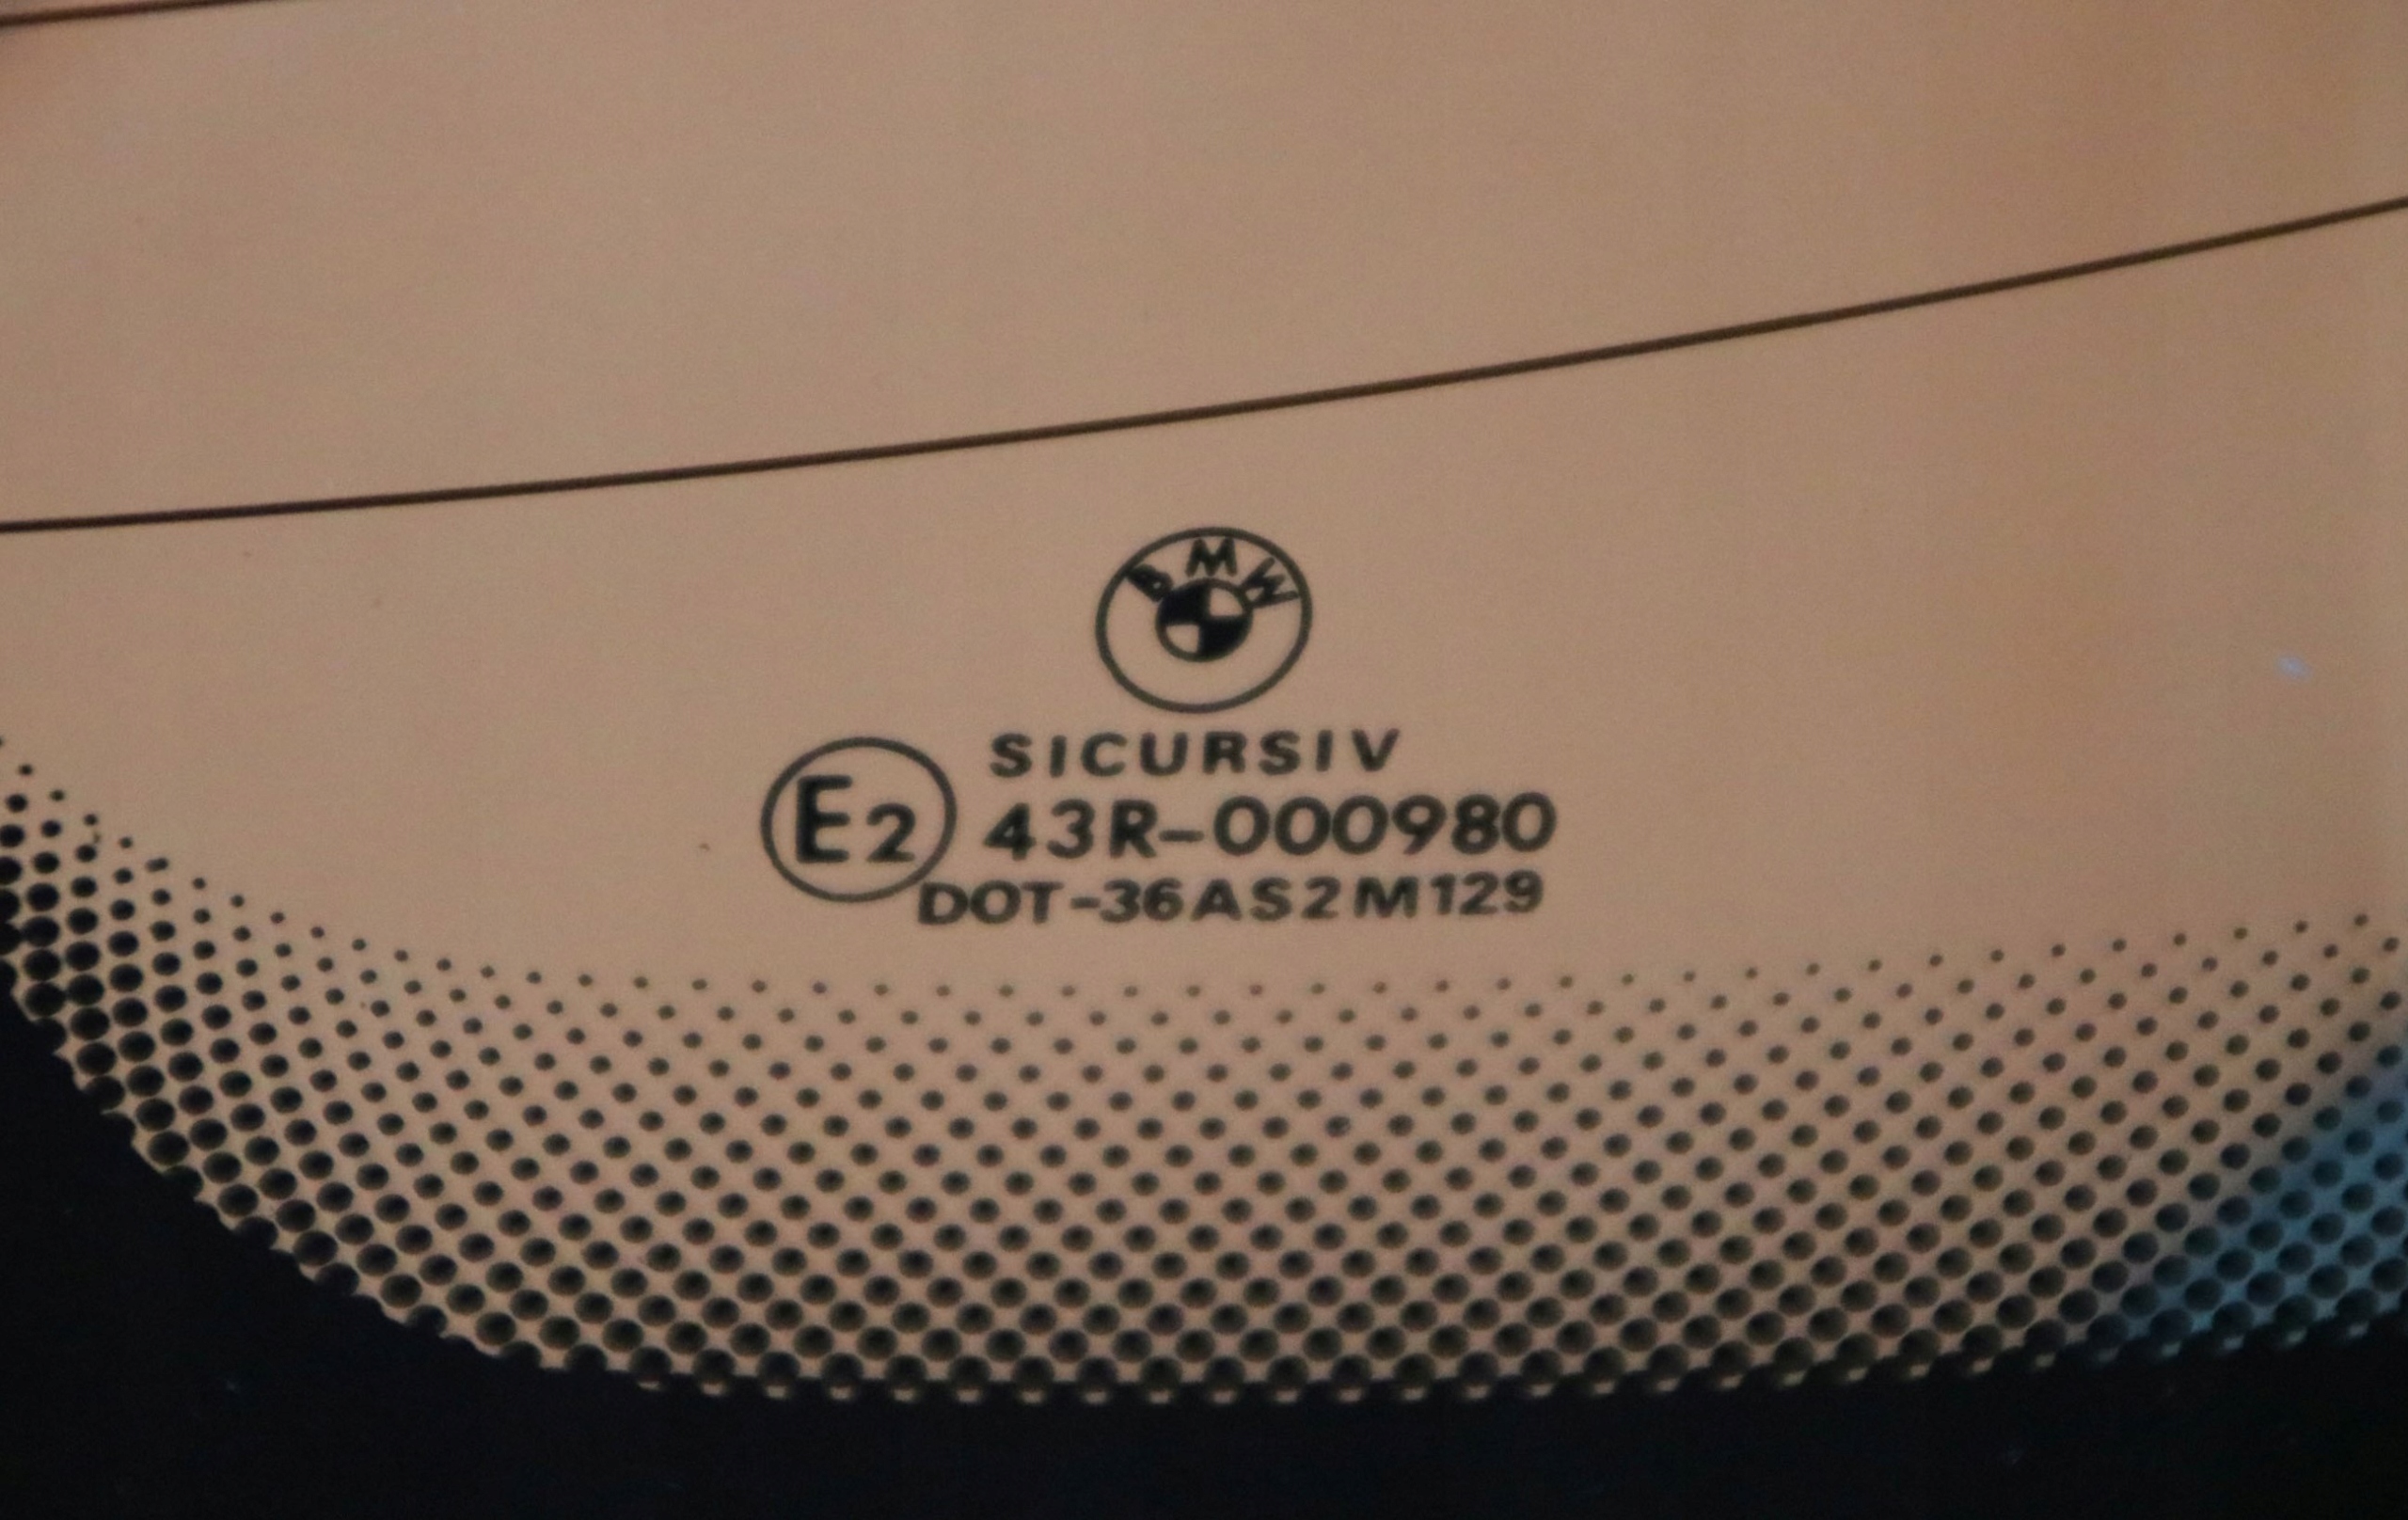 BMW
SICURSIV
E2 43R-000980
DOT-36AS2M129